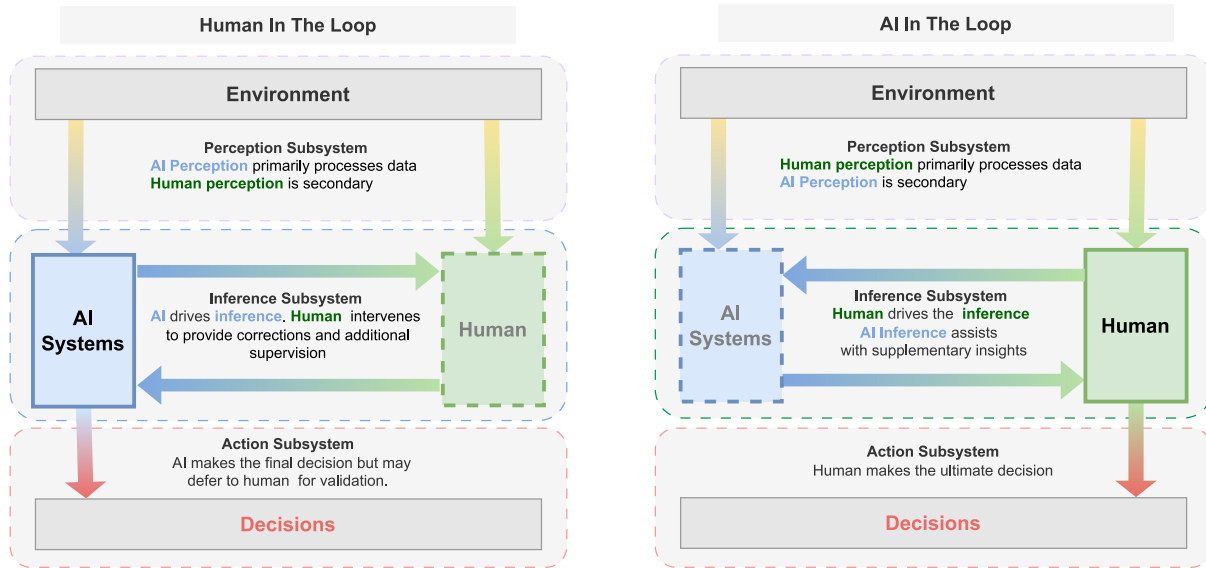 Human In The Loop
Environment
Perception Subsystem
AI Perception primarily processes data
Human perception is secondary
AI
Systems
Inference Subsystem
AI drives inference. Human intervenes
to provide corrections and additional
supervision
Human
Action Subsystem
AI makes the final decision but may
defer to human for validation.
Decisions
AI In The Loop
Environment
Perception Subsystem
Human perception primarily processes data
AI Perception is secondary
AI
Systems
Inference Subsystem
Human drives the inference
AI Inference assists
with supplementary insights
Human
Action Subsystem
Human makes the ultimate decision
Decisions